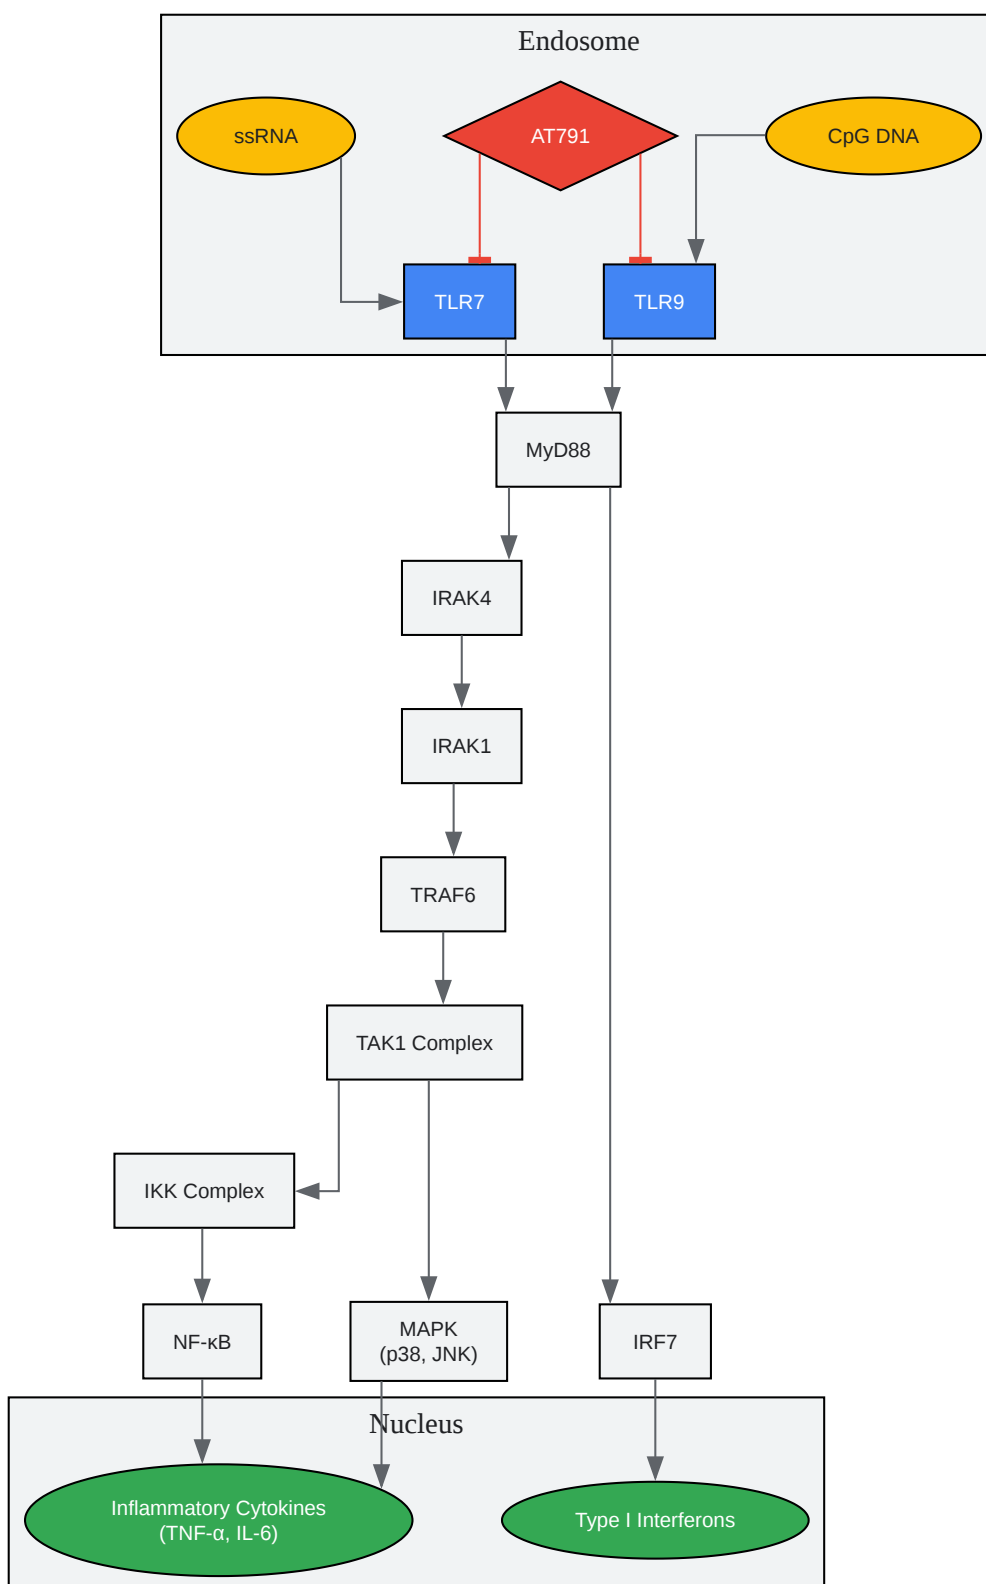 Endosome
ssRNA
AT791
CpG DNA
TLR7
TLR9
MyD88
IRAK4
IRAK1
TRAF6
TAK1 Complex
IKK Complex
NF-κB
MAPK
(p38, JNK)
IRF7
Nucleus
Inflammatory Cytokines
(TNF-α, IL-6)
Type I Interferons